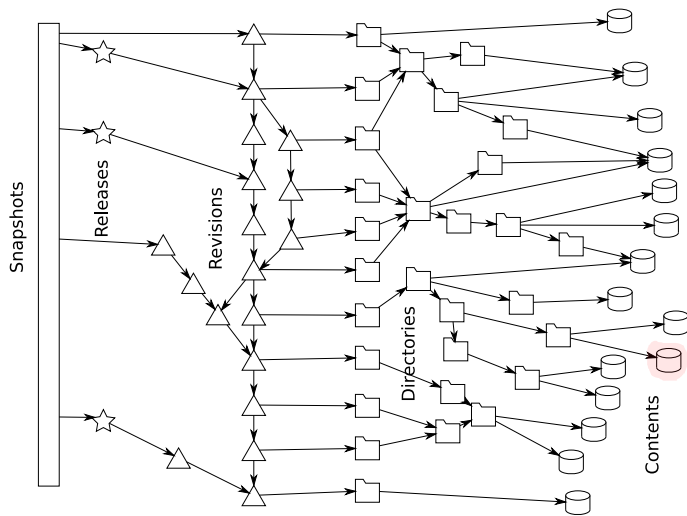 Snapshots
Releases
Revisions
Directories
Contents